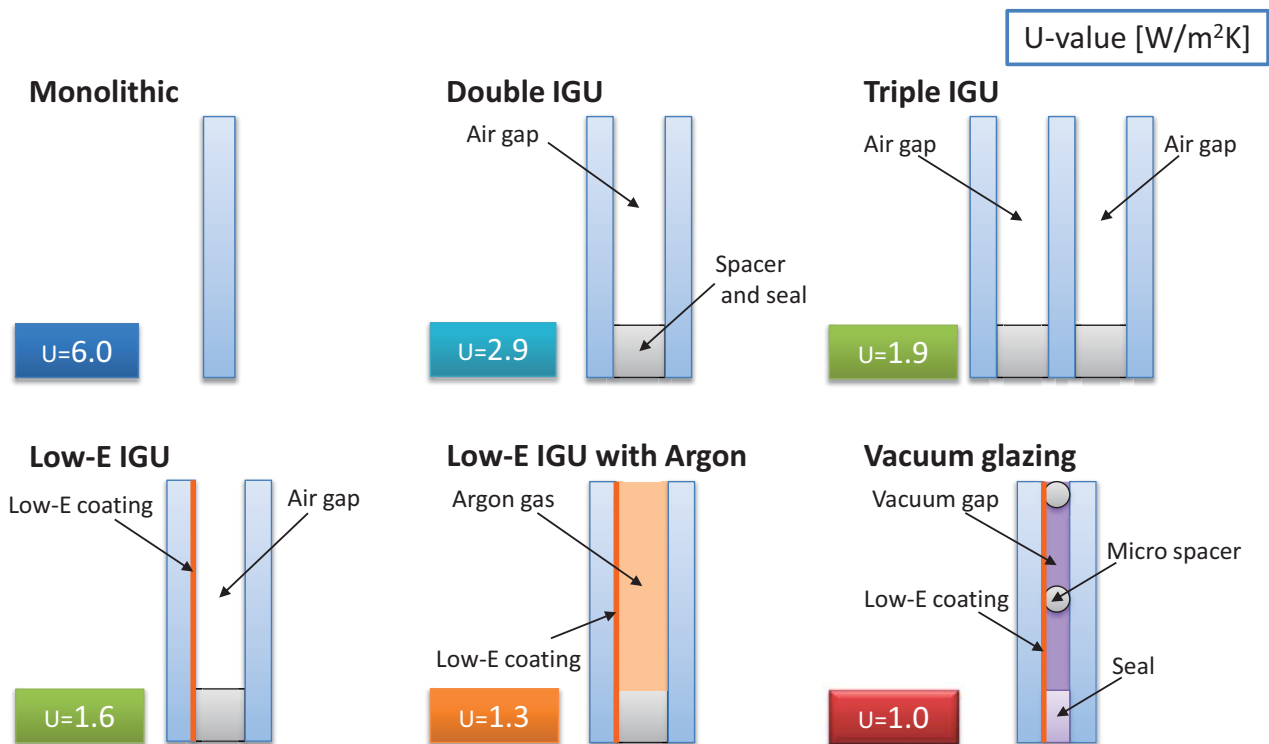 U-value [W/m²K]
Monolithic
U=6.0
Double IGU
Air gap
Spacer
and seal
U=2.9
Triple IGU
Air gap
Air gap
U=1.9
Low-E IGU
Low-E coating
Air gap
U=1.6
Low-E IGU with Argon
Argon gas
Low-E coating
U=1.3
Vacuum glazing
Vacuum gap
Micro spacer
Low-E coating
Seal
U=1.0